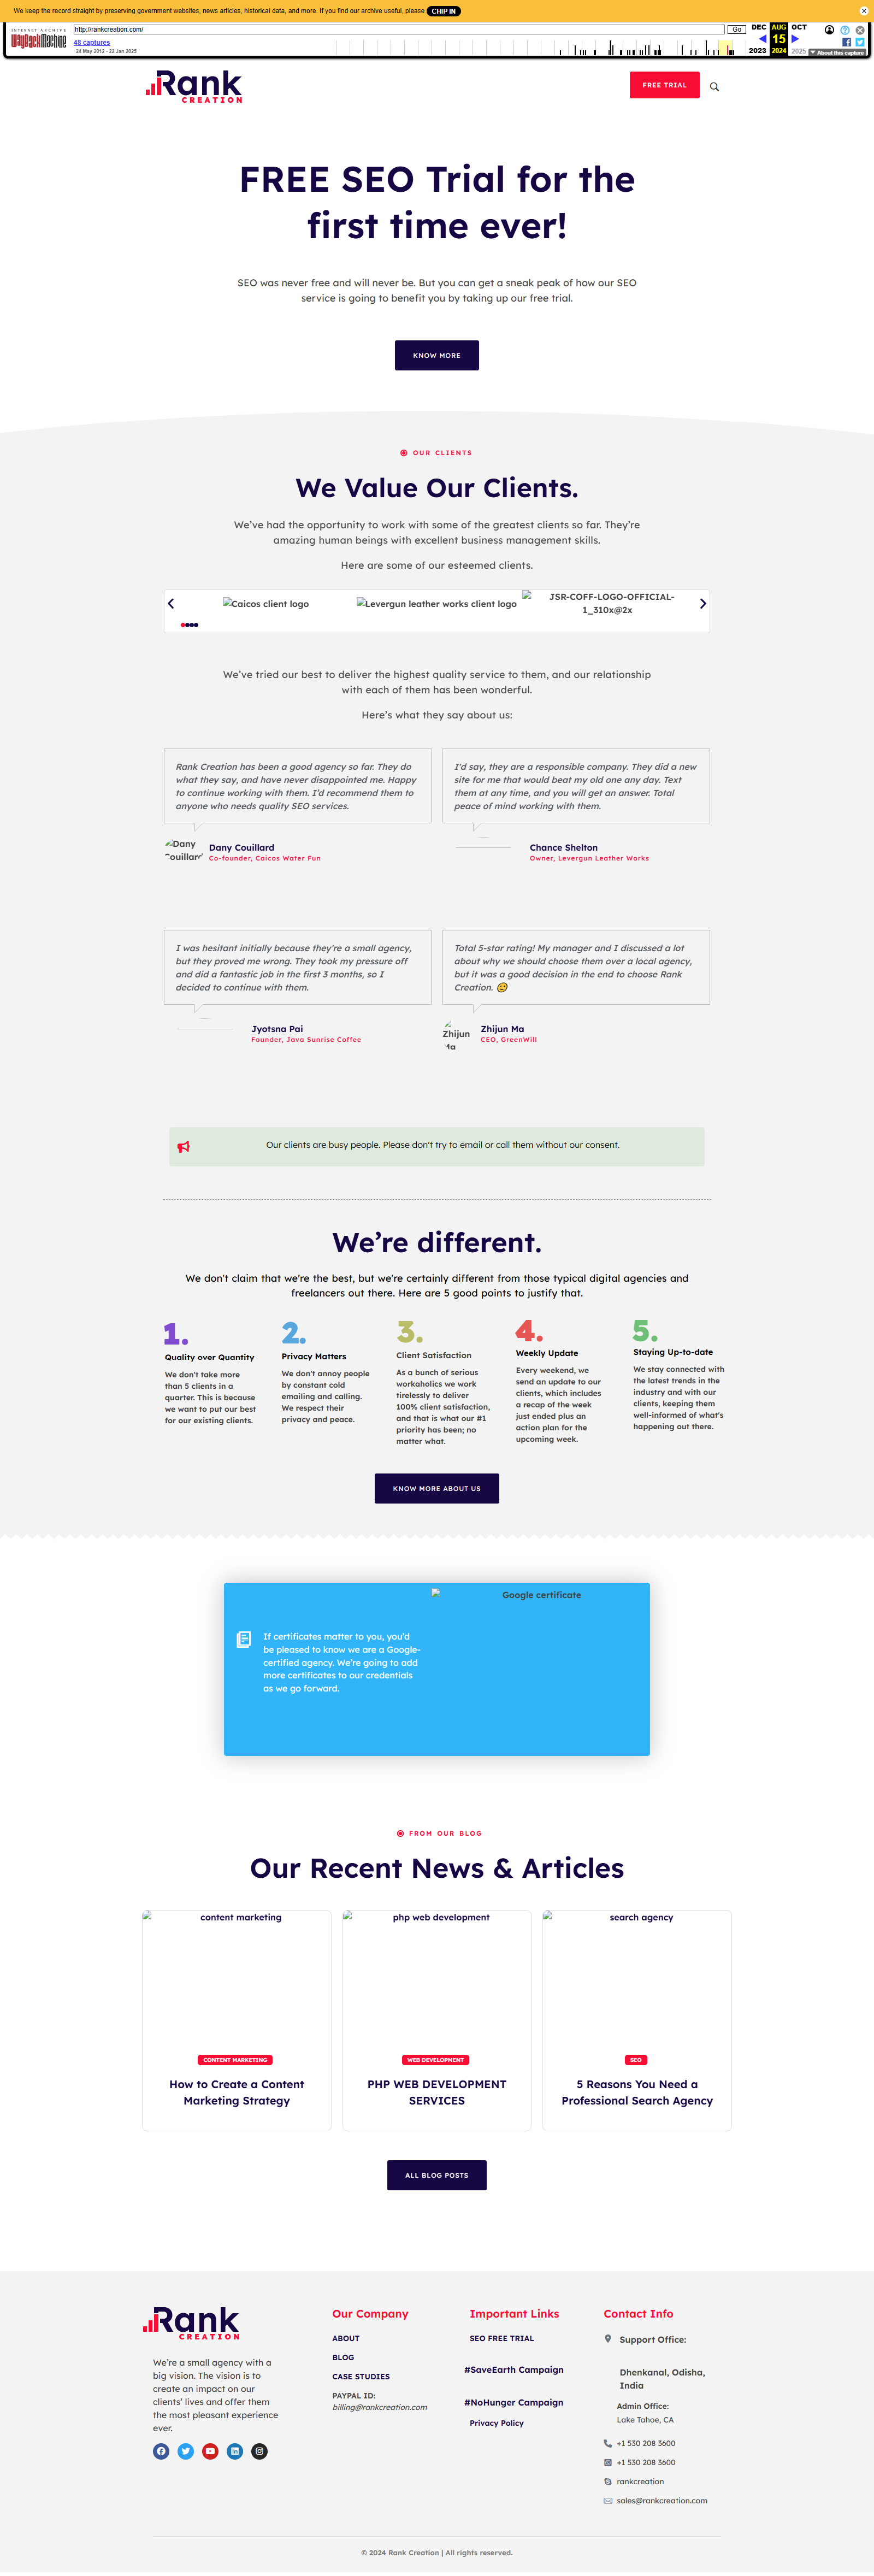 We keep the record straight by preserving government websites, news articles, historical data, and more. If you find our archive useful, please CHIP IN
INTERNET ARCHIVE
WayBackMachine
http://rankcreation.com/
Go
DEC AUG OCT
48 captures
15
24 May 2012 - 22 Jan 2025
2023 2024 2025
About this capture
Rank
CREATION
FREE TRIAL
FREE SEO Trial for the
first time ever!
SEO was never free and will never be. But you can get a sneak peak of how our SEO
service is going to benefit you by taking up our free trial.
KNOW MORE
OUR CLIENTS
We Value Our Clients.
We’ve had the opportunity to work with some of the greatest clients so far. They’re
amazing human beings with excellent business management skills.
Here are some of our esteemed clients.
Caicos client logo
Levergun leather works client logo
JSR-COFF-LOGO-OFFICIAL-
1_310x@2x
We’ve tried our best to deliver the highest quality service to them, and our relationship
with each of them has been wonderful.
Here’s what they say about us:
Rank Creation has been a good agency so far. They do
what they say, and have never disappointed me. Happy
to continue working with them. I’d recommend them to
anyone who needs quality SEO services.
Dany Couillard
Dany Couillard
Co-founder, Caicos Water Fun
I'd say, they are a responsible company. They did a new
site for me that would beat my old one any day. Text
them at any time, and you will get an answer. Total
peace of mind working with them.
Chance Shelton
Owner, Levergun Leather Works
I was hesitant initially because they're a small agency,
but they proved me wrong. They took my pressure off
and did a fantastic job in the first 3 months, so I
decided to continue with them.
Jyotsna Pai
Founder, Java Sunrise Coffee
Total 5-star rating! My manager and I discussed a lot
about why we should choose them over a local agency,
but it was a good decision in the end to choose Rank
Creation. 🙂
Zhijun Ma
Zhijun Ma
CEO, GreenWill
Our clients are busy people. Please don't try to email or call them without our consent.
We’re different.
We don't claim that we're the best, but we're certainly different from those typical digital agencies and
freelancers out there. Here are 5 good points to justify that.
1.
Quality over Quantity
We don't take more
than 5 clients in a
quarter. This is because
we want to put our best
for our existing clients.
2.
Privacy Matters
We don't annoy people
by constant cold
emailing and calling.
We respect their
privacy and peace.
3.
Client Satisfaction
As a bunch of serious
workaholics we work
tirelessly to deliver
100% client satisfaction,
and that is what our #1
priority has been; no
matter what.
4.
Weekly Update
Every weekend, we
send an update to our
clients, which includes
a recap of the week
just ended plus an
action plan for the
upcoming week.
5.
Staying Up-to-date
We stay connected with
the latest trends in the
industry and with our
clients, keeping them
well-informed of what's
happening out there.
KNOW MORE ABOUT US
If certificates matter to you, you’d
be pleased to know we are a Google-
certified agency. We’re going to add
more certificates to our credentials
as we go forward.
Google certificate
FROM OUR BLOG
Our Recent News & Articles
content marketing
CONTENT MARKETING
How to Create a Content
Marketing Strategy
php web development
WEB DEVELOPMENT
PHP WEB DEVELOPMENT
SERVICES
search agency
SEO
5 Reasons You Need a
Professional Search Agency
ALL BLOG POSTS
Rank
CREATION
We’re a small agency with a
big vision. The vision is to
create an impact on our
clients’ lives and offer them
the most pleasant experience
ever.
Our Company
ABOUT
BLOG
CASE STUDIES
PAYPAL ID:
billing@rankcreation.com
Important Links
SEO FREE TRIAL
#SaveEarth Campaign
#NoHunger Campaign
Privacy Policy
Contact Info
Support Office:
Dhenkanal, Odisha,
India
Admin Office:
Lake Tahoe, CA
+1 530 208 3600
+1 530 208 3600
rankcreation
sales@rankcreation.com
© 2024 Rank Creation | All rights reserved.